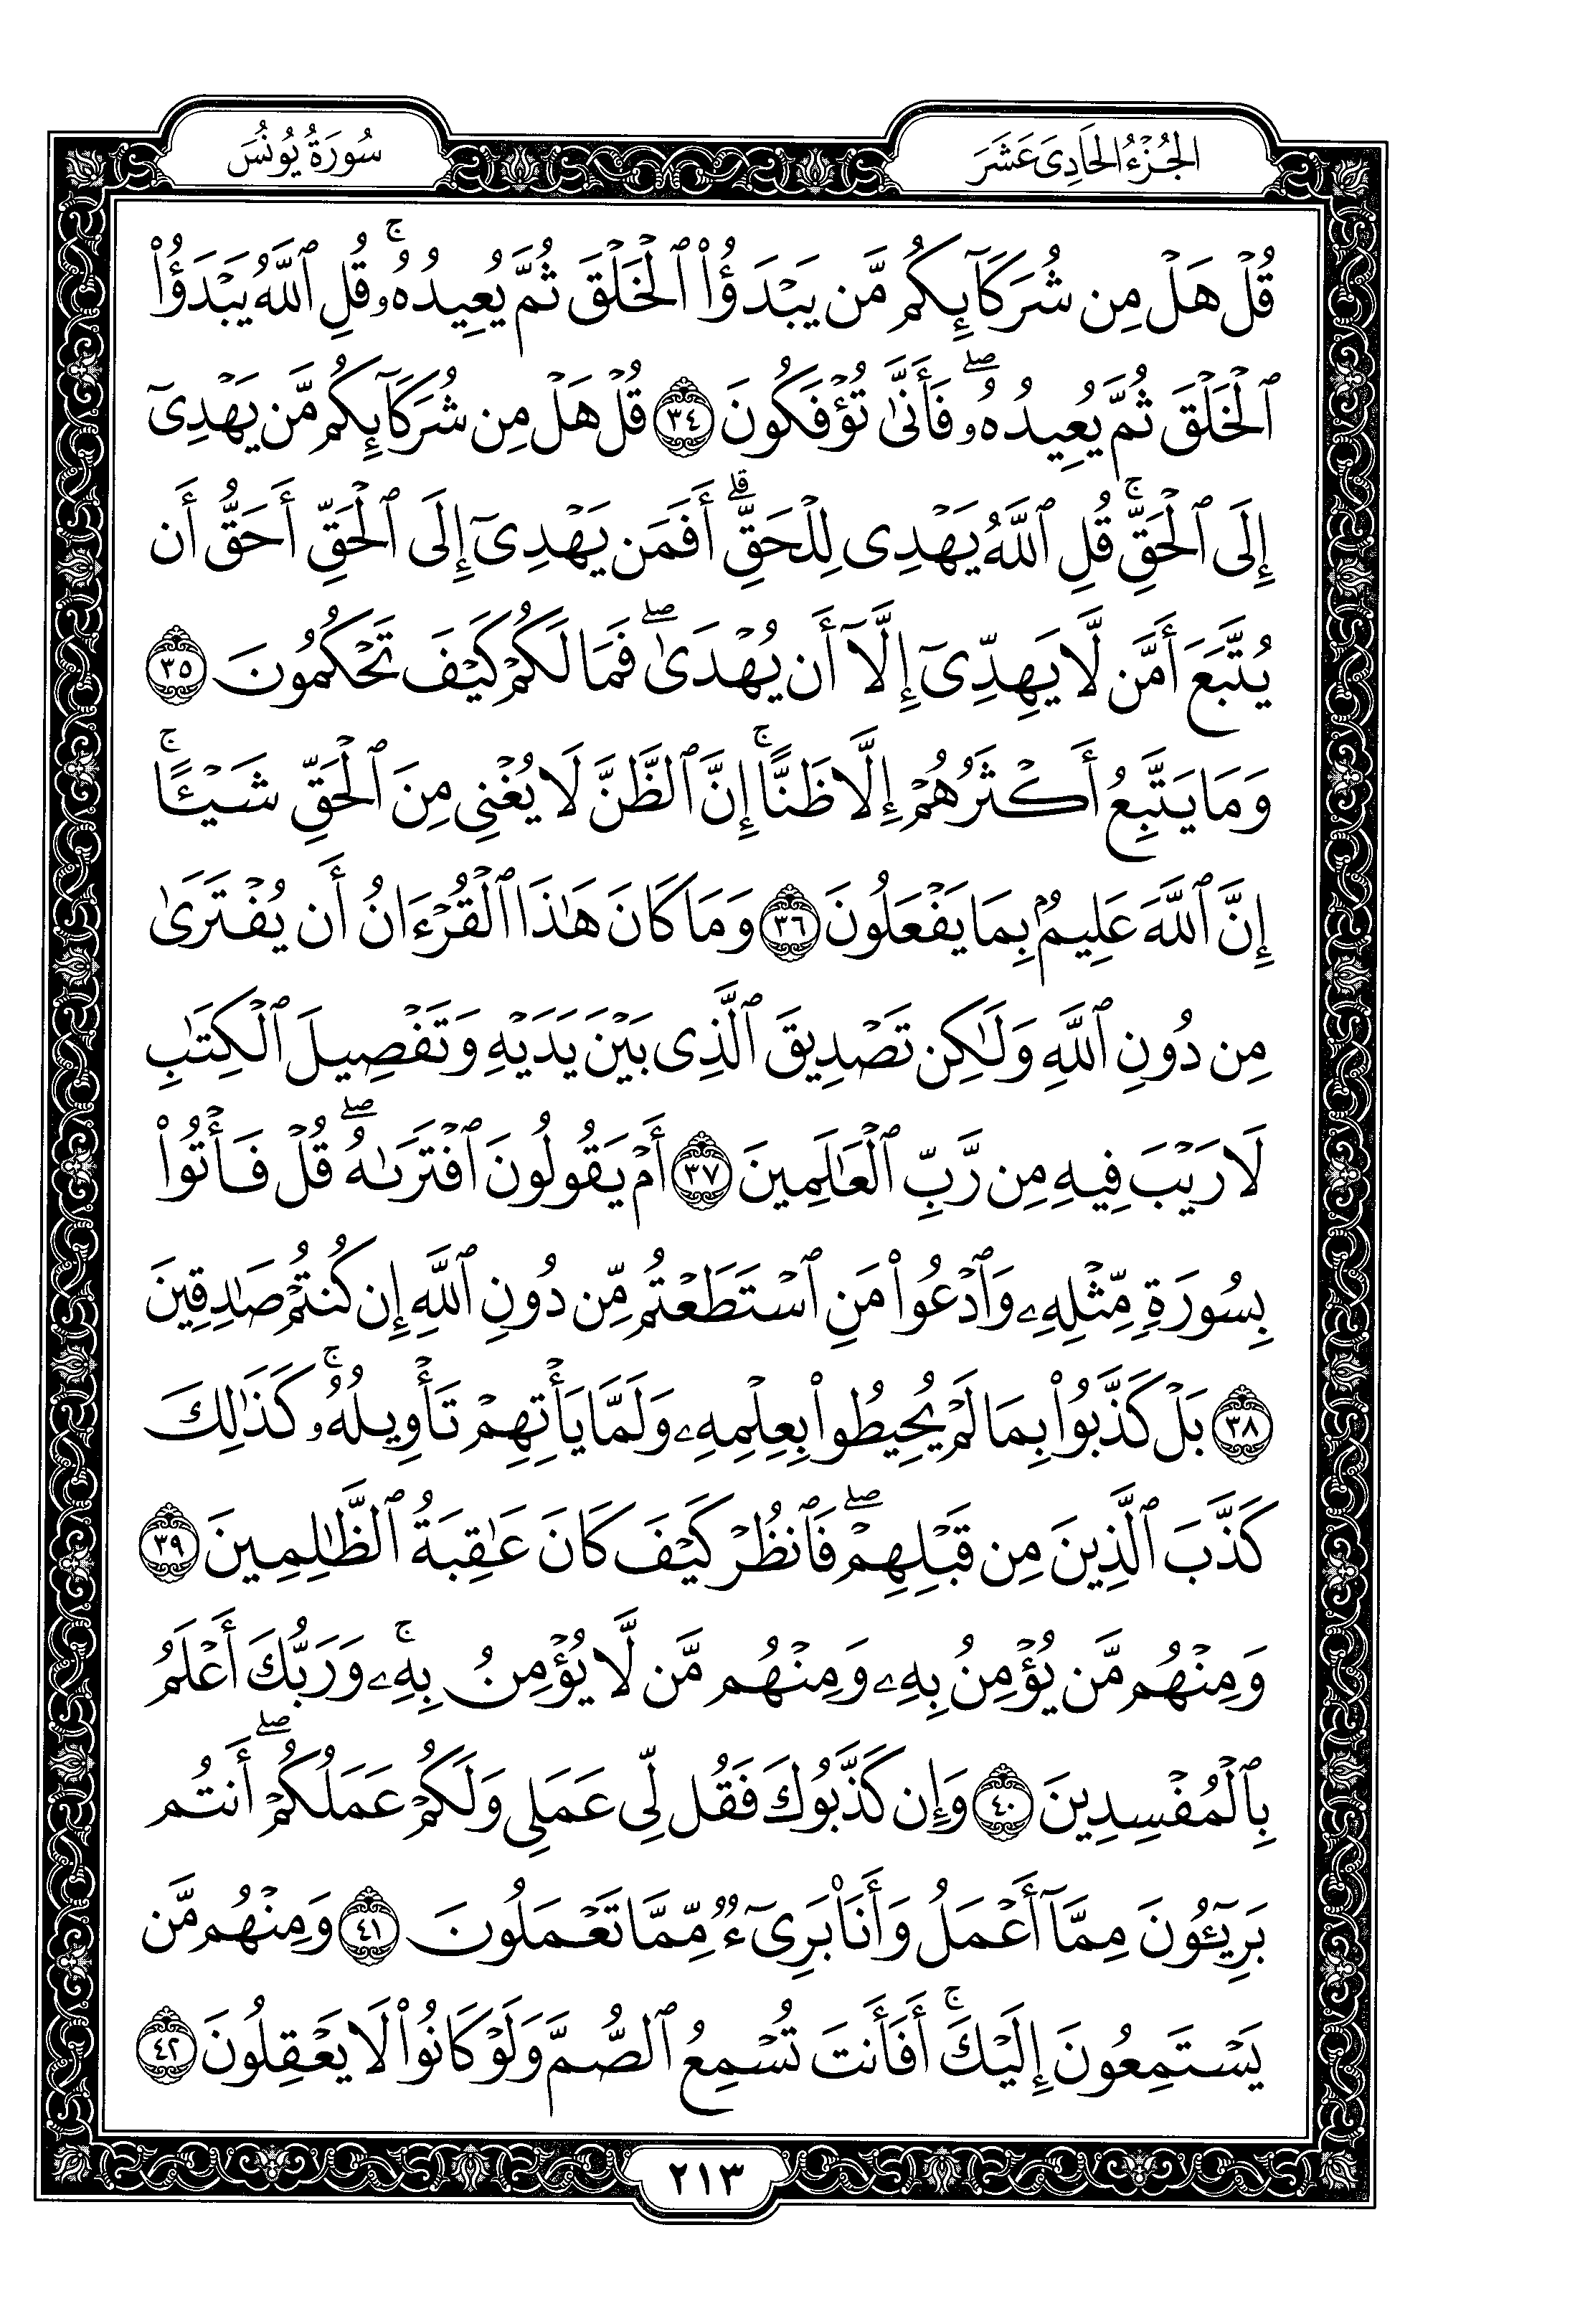 الجُزْءُ الحَادِيَ عَشَرَ
سُورَةُ يُونُسَ
قُلۡ هَلۡ مِن شُرَكَآئِكُم مَّن يَبۡدَؤُاْ ٱلۡخَلۡقَ ثُمَّ يُعِيدُهُۥۚ قُلِ ٱللَّهُ يَبۡدَؤُاْ
ٱلۡخَلۡقَ ثُمَّ يُعِيدُهُۥۖ فَأَنَّىٰ تُؤۡفَكُونَ ٣٤ قُلۡ هَلۡ مِن شُرَكَآئِكُم مَّن يَهۡدِيٓ
إِلَى ٱلۡحَقِّۚ قُلِ ٱللَّهُ يَهۡدِي لِلۡحَقِّۗ أَفَمَن يَهۡدِيٓ إِلَى ٱلۡحَقِّ أَحَقُّ أَن
يُتَّبَعَ أَمَّن لَّا يَهِدِّيٓ إِلَّآ أَن يُهۡدَىٰۖ فَمَا لَكُمۡ كَيۡفَ تَحۡكُمُونَ ٣٥
وَمَا يَتَّبِعُ أَكۡثَرُهُمۡ إِلَّا ظَنًّاۚ إِنَّ ٱلظَّنَّ لَا يُغۡنِي مِنَ ٱلۡحَقِّ شَيۡـًٔاۚ
إِنَّ ٱللَّهَ عَلِيمُۢ بِمَا يَفۡعَلُونَ ٣٦ وَمَا كَانَ هَٰذَا ٱلۡقُرۡءَانُ أَن يُفۡتَرَىٰ
مِن دُونِ ٱللَّهِ وَلَٰكِن تَصۡدِيقَ ٱلَّذِي بَيۡنَ يَدَيۡهِ وَتَفۡصِيلَ ٱلۡكِتَٰبِ
لَا رَيۡبَ فِيهِ مِن رَّبِّ ٱلۡعَٰلَمِينَ ٣٧ أَمۡ يَقُولُونَ ٱفۡتَرَىٰهُۖ قُلۡ فَأۡتُواْ
بِسُورَةٖ مِّثۡلِهِۦ وَٱدۡعُواْ مَنِ ٱسۡتَطَعۡتُم مِّن دُونِ ٱللَّهِ إِن كُنتُمۡ صَٰدِقِينَ
٣٨ بَلۡ كَذَّبُواْ بِمَا لَمۡ يُحِيطُواْ بِعِلۡمِهِۦ وَلَمَّا يَأۡتِهِمۡ تَأۡوِيلُهُۥۚ كَذَٰلِكَ
كَذَّبَ ٱلَّذِينَ مِن قَبۡلِهِمۡۖ فَٱنظُرۡ كَيۡفَ كَانَ عَٰقِبَةُ ٱلظَّٰلِمِينَ ٣٩
وَمِنۡهُم مَّن يُؤۡمِنُ بِهِۦ وَمِنۡهُم مَّن لَّا يُؤۡمِنُ بِهِۦۚ وَرَبُّكَ أَعۡلَمُ
بِٱلۡمُفۡسِدِينَ ٤٠ وَإِن كَذَّبُوكَ فَقُل لِّي عَمَلِي وَلَكُمۡ عَمَلُكُمۡۖ أَنتُم
بَرِيٓـُٔونَ مِمَّآ أَعۡمَلُ وَأَنَا۠ بَرِيٓءٞ مِّمَّا تَعۡمَلُونَ ٤١ وَمِنۡهُم مَّن
يَسۡتَمِعُونَ إِلَيۡكَۚ أَفَأَنتَ تُسۡمِعُ ٱلصُّمَّ وَلَوۡ كَانُواْ لَا يَعۡقِلُونَ ٤٢
٢١٣